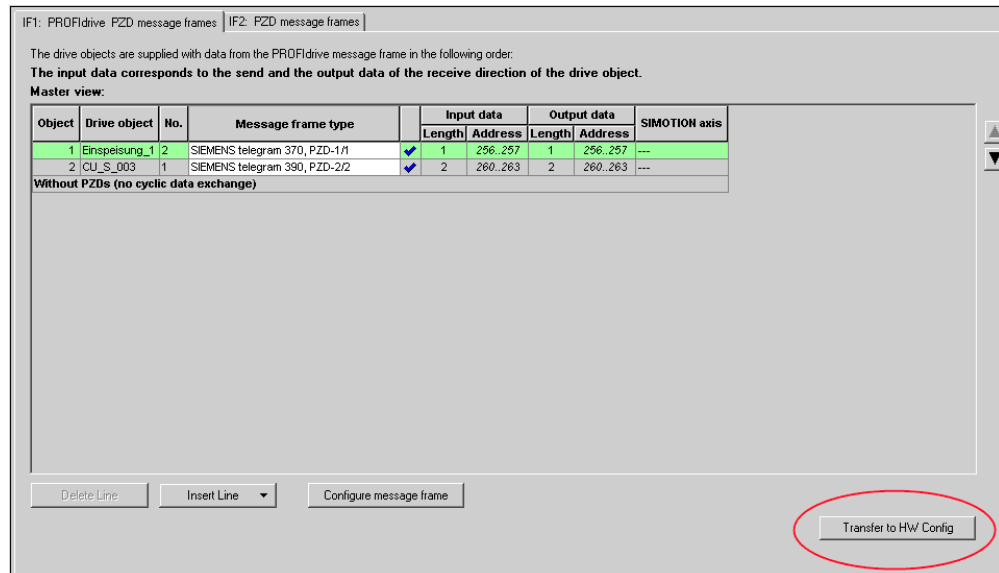 IF1: PROFIdrive PZD message frames IF2: PZD message frames
The drive objects are supplied with data from the PROFIdrive message frame in the following order:
The input data corresponds to the send and the output data of the receive direction of the drive object.
Master view:
Object Drive object No. Message frame type Input data Output data SIMOTION axis
Length Address Length Address
1 Einspeisung_1 2 SIEMENS telegram 370, PZD-1/1 1 256..257 1 256..257 ---
2 CU_S_003 1 SIEMENS telegram 390, PZD-2/2 2 260..263 2 260..263 ---
Without PZDs (no cyclic data exchange)
Delete Line Insert Line Configure message frame
Transfer to HW Config